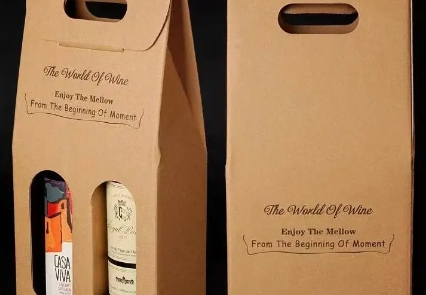 The World Of Wine
Enjoy The Mellow
From The Beginning Of Moment
CASA
VIVA
The World Of Wine
Enjoy The Mellow
From The Beginning Of Moment